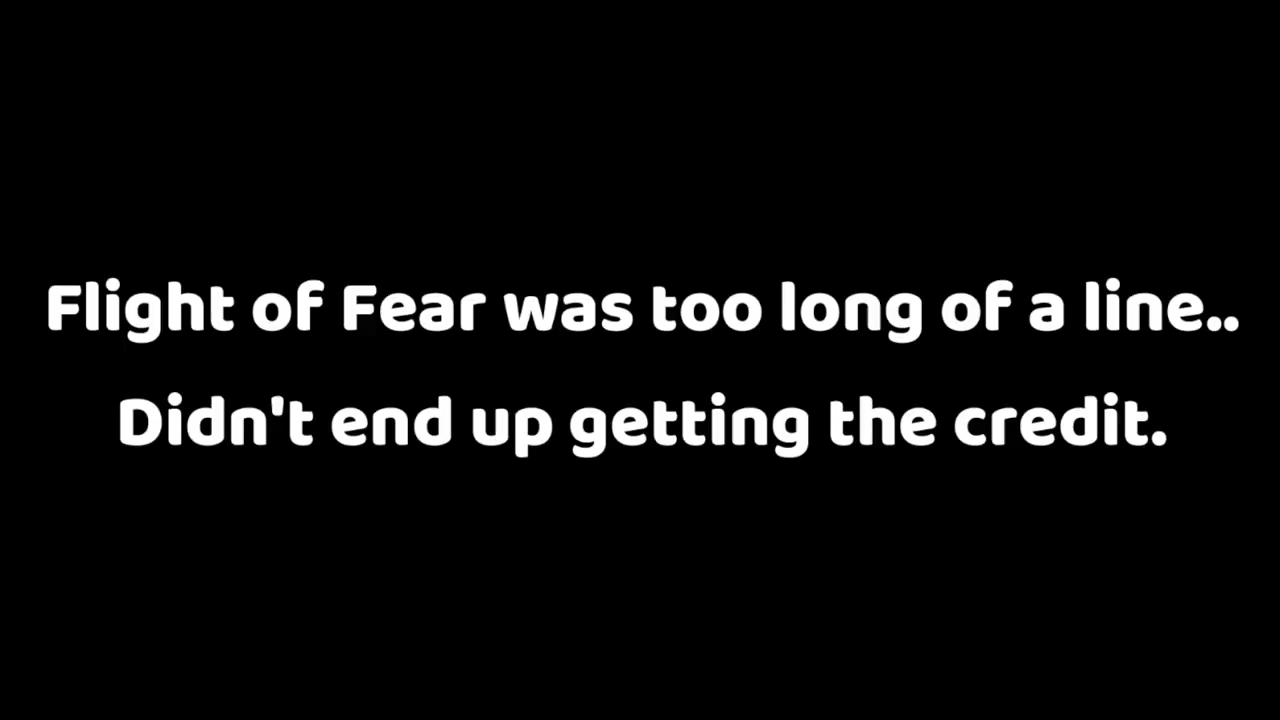 Flight of Fear was too long of a line..
Didn't end up getting the credit.